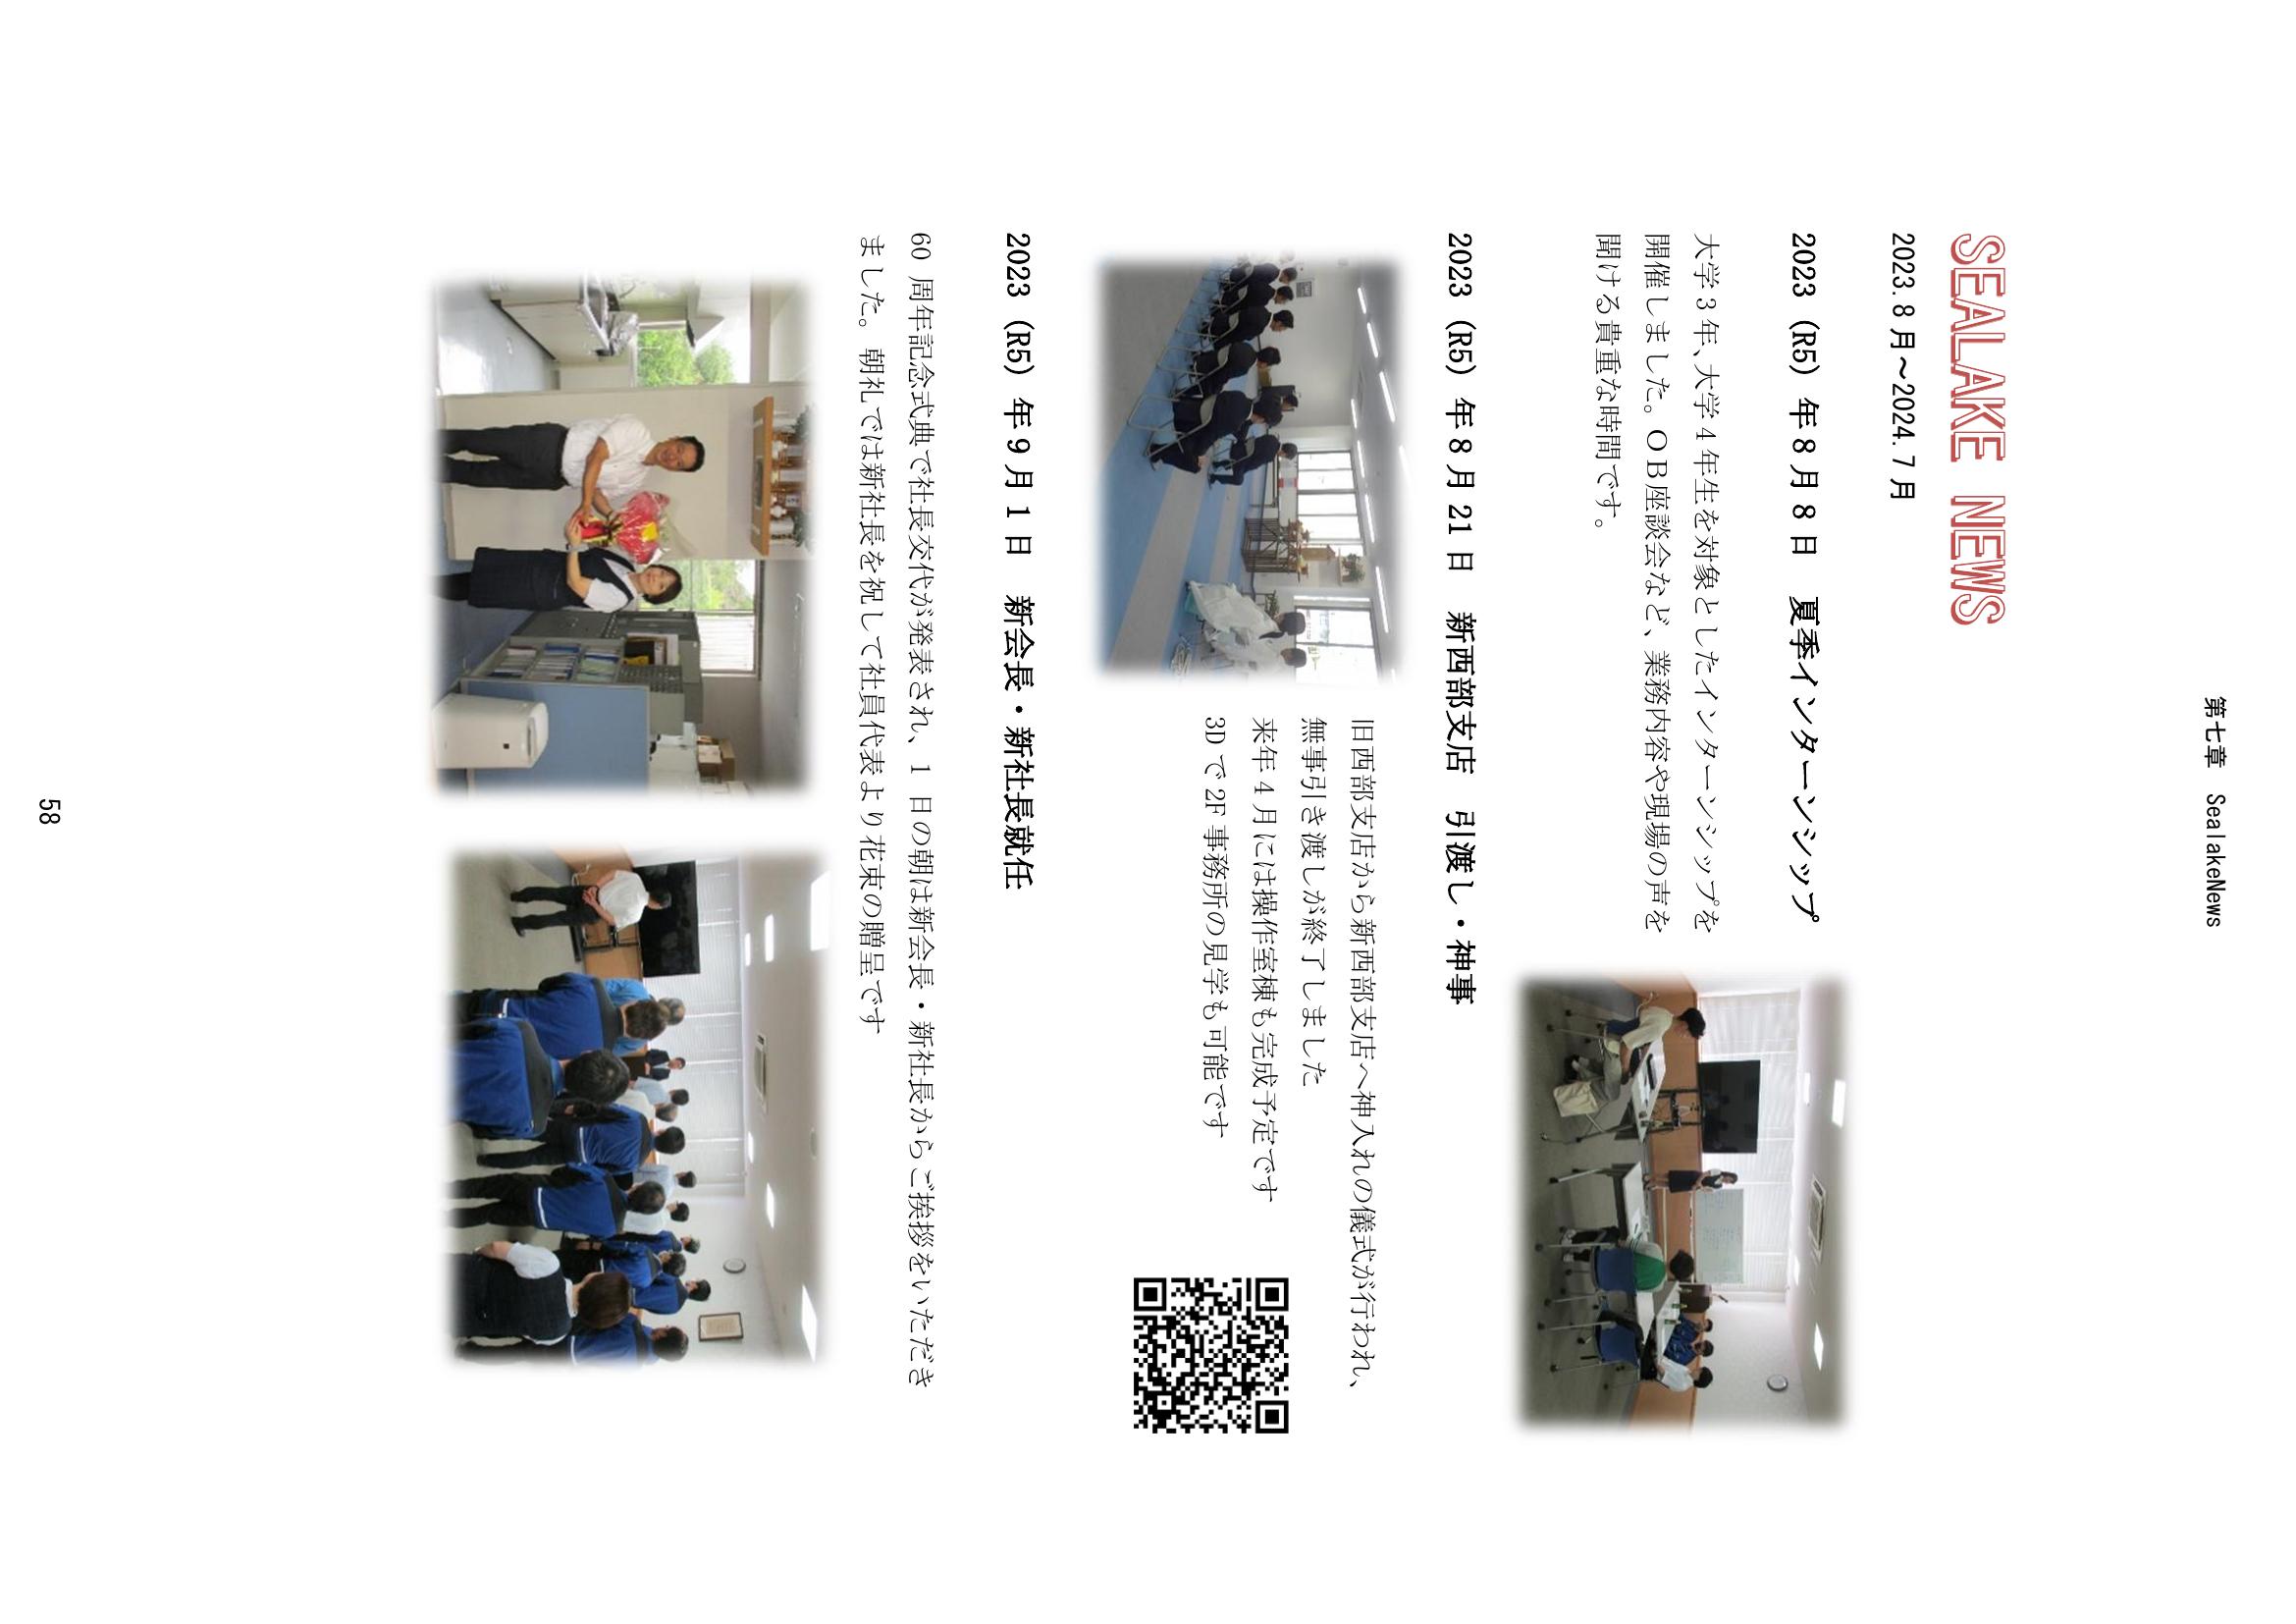 第七章　SealakeNews
SEALAKE NEWS
2023.8月～2024.7月
2023（R5）年8月8日　夏季インターンシップ
大学3年、大学4年生を対象としたインターンシップを
開催しました。ＯＢ座談会など、業務内容や現場の声を
聞ける貴重な時間です。
2023（R5）年8月21日　新西部支店　引渡し・神事
旧西部支店から新西部支店へ神入れの儀式が行われ、
無事引き渡しが終了しました
来年4月には操作室棟も完成予定です
3Dで2F事務所の見学も可能です
2023（R5）年9月1日　新会長・新社長就任
60周年記念式典で社長交代が発表され、1日の朝は新会長・新社長からご挨拶をいただき
ました。朝礼では新社長を祝して社員代表より花束の贈呈です
58